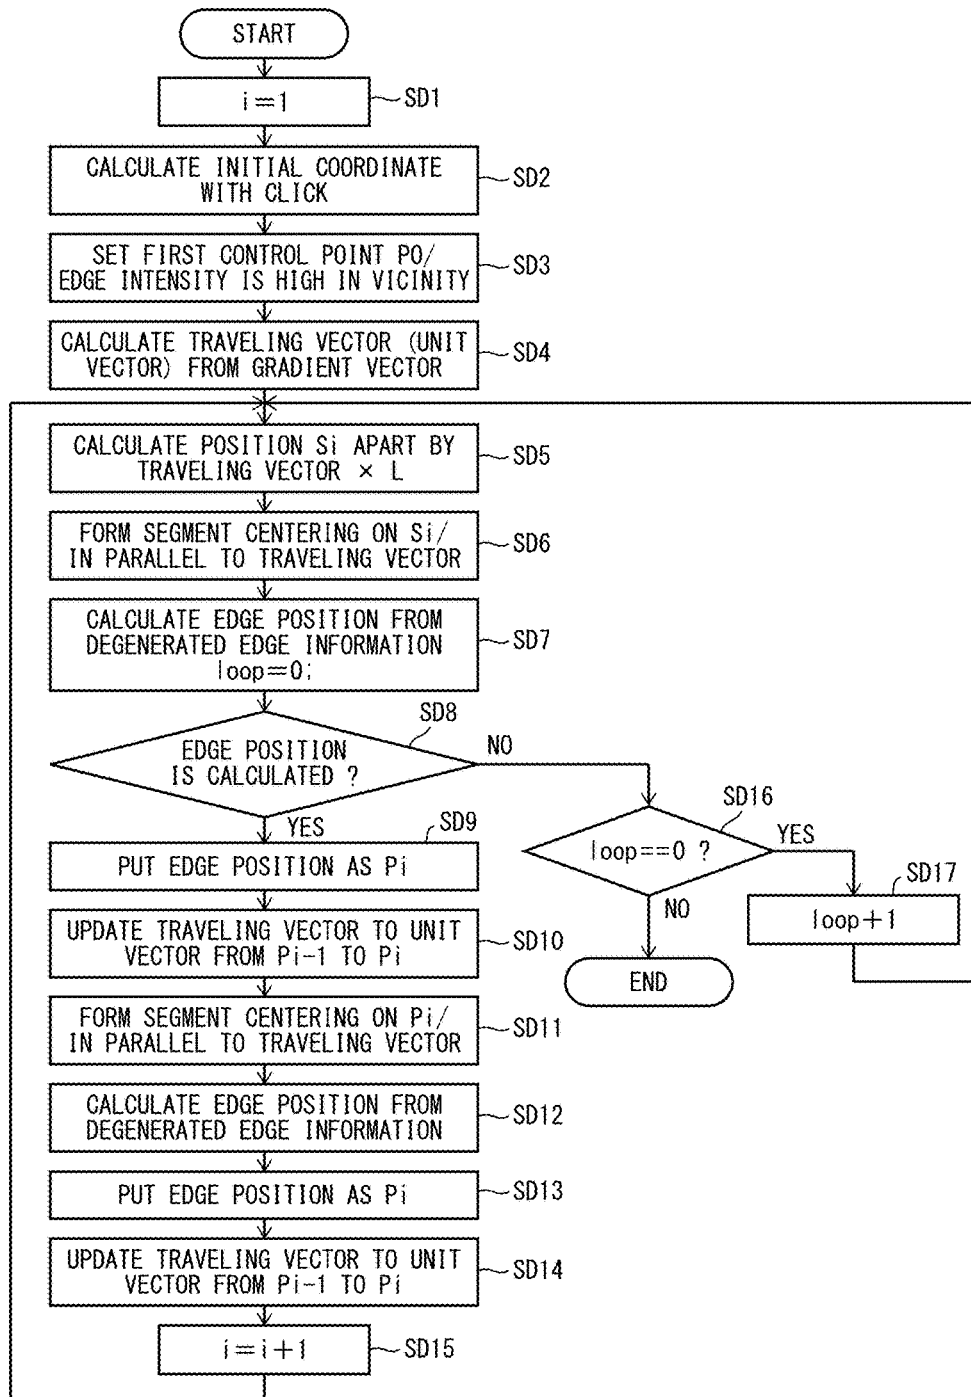 START
i=1
SD1
CALCULATE INITIAL COORDINATE
WITH CLICK
SD2
SET FIRST CONTROL POINT P0/
EDGE INTENSITY IS HIGH IN VICINITY
SD3
CALCULATE TRAVELING VECTOR (UNIT
VECTOR) FROM GRADIENT VECTOR
SD4
CALCULATE POSITION Si APART BY
TRAVELING VECTOR × L
SD5
FORM SEGMENT CENTERING ON Si/
IN PARALLEL TO TRAVELING VECTOR
SD6
CALCULATE EDGE POSITION FROM
DEGENERATED EDGE INFORMATION
loop=0;
SD7
SD8
EDGE POSITION
IS CALCULATED ?
NO
YES
SD16
loop==0 ?
YES
NO
SD17
loop+1
END
SD9
PUT EDGE POSITION AS Pi
UPDATE TRAVELING VECTOR TO UNIT
VECTOR FROM Pi-1 TO Pi
SD10
FORM SEGMENT CENTERING ON Pi/
IN PARALLEL TO TRAVELING VECTOR
SD11
CALCULATE EDGE POSITION FROM
DEGENERATED EDGE INFORMATION
SD12
PUT EDGE POSITION AS Pi
SD13
UPDATE TRAVELING VECTOR TO UNIT
VECTOR FROM Pi-1 TO Pi
SD14
i=i+1
SD15